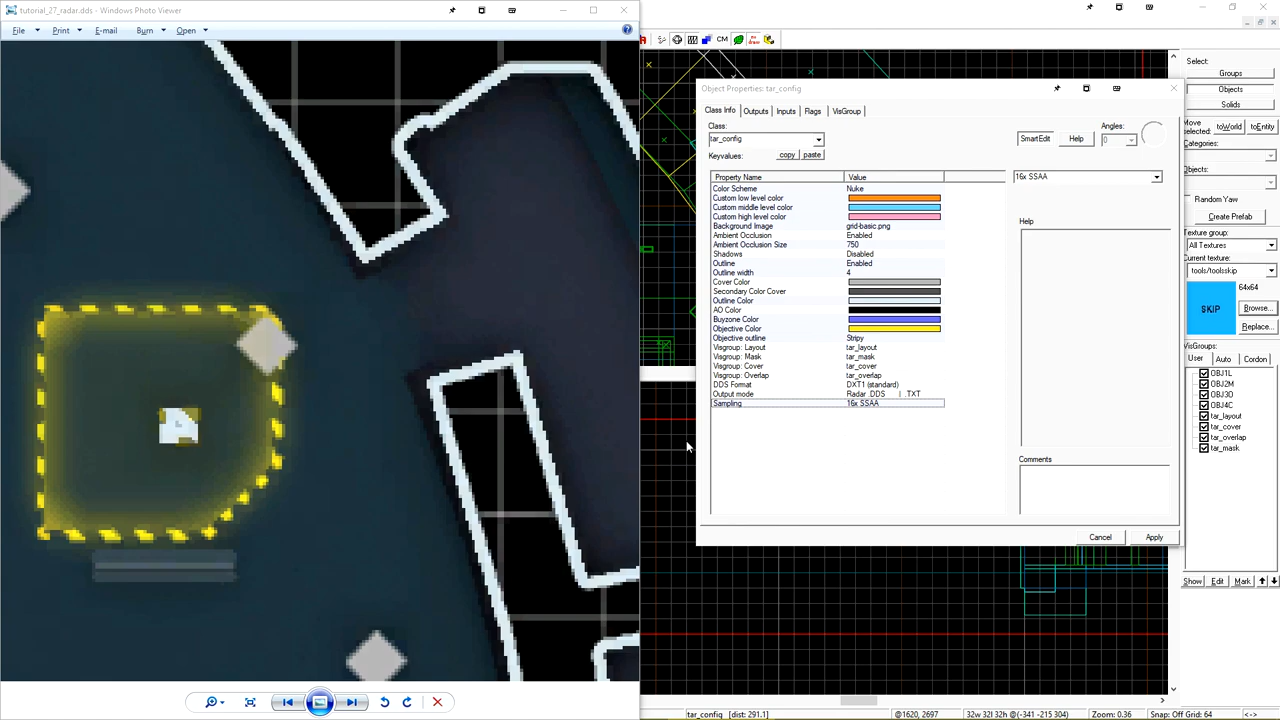 tutorial_27_radar.dds - Windows Photo Viewer
File Print E-mail Burn Open
CM
Object Properties: tar_config
Class Info Outputs Inputs Flags VisGroup
Class:
tar_config
SmartEdit Help
Angles:
0
Keyvalues: copy paste
Property Name Value
Color Scheme Nuke
Custom low level color
Custom middle level color
Custom high level color
Background Image grid-basic.png
Ambient Occlusion Enabled
Ambient Occlusion Size 750
Shadows Disabled
Outline Enabled
Outline width 4
Cover Color
Secondary Color Cover
Outline Color
AO Color
Buyzone Color
Objective Color
Objective outline Stripy
Visgroup: Layout tar_layout
Visgroup: Mask tar_mask
Visgroup: Cover tar_cover
Visgroup: Overlap tar_overlap
DDS Format DXT1 (standard)
Output mode Radar .DDS | .TXT
Sampling 16x SSAA
16x SSAA
Help
Comments
Cancel Apply
Select:
Groups
Objects
Solids
Move selected: toWorld toEntity
Categories:
Objects:
Random Yaw
Create Prefab
Texture group:
All Textures
Current texture:
tools/toolsskip
64x64
SKIP
Browse...
Replace...
VisGroups:
User Auto Cordon
OBJ1L
OBJ2M
OBJ3D
OBJ4C
tar_layout
tar_cover
tar_overlap
tar_mask
Show Edit Mark
tar_config [dist: 291.1] @1620, 2697 32w 32l 32h @(-341 -215 304) Zoom: 0.36 Snap: Off Grid: 64 <->